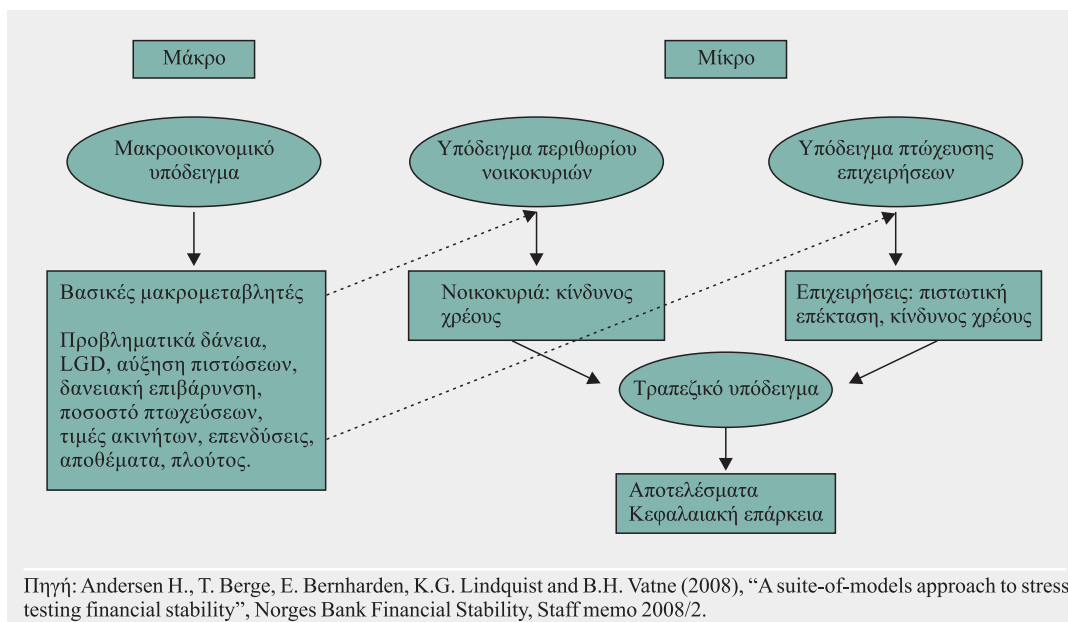 Μάκρο
Μίκρο
Μακροοικονομικό
υπόδειγμα
Υπόδειγμα περιθωρίου
νοικοκυριών
Υπόδειγμα πτώχευσης
επιχειρήσεων
Βασικές μακρομεταβλητές
Προβληματικά δάνεια,
LGD, αύξηση πιστώσεων,
δανειακή επιβάρυνση,
ποσοστό πτωχεύσεων,
τιμές ακινήτων, επενδύσεις,
αποθέματα, πλούτος.
Νοικοκυριά: κίνδυνος
χρέους
Επιχειρήσεις: πιστωτική
επέκταση, κίνδυνος χρέους
Τραπεζικό υπόδειγμα
Αποτελέσματα
Κεφαλαιακή επάρκεια
Πηγή: Andersen H., T. Berge, E. Bernharden, K.G. Lindquist and B.H. Vatne (2008), “A suite-of-models approach to stress
testing financial stability”, Norges Bank Financial Stability, Staff memo 2008/2.